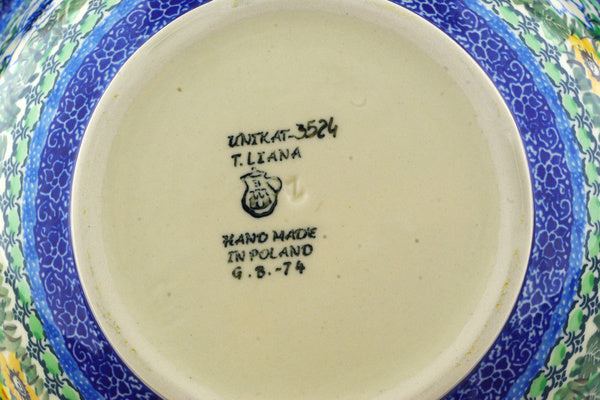 UNIKAT-3524
T. LIANA
Z
HAND MADE
IN POLAND
G. B.-74